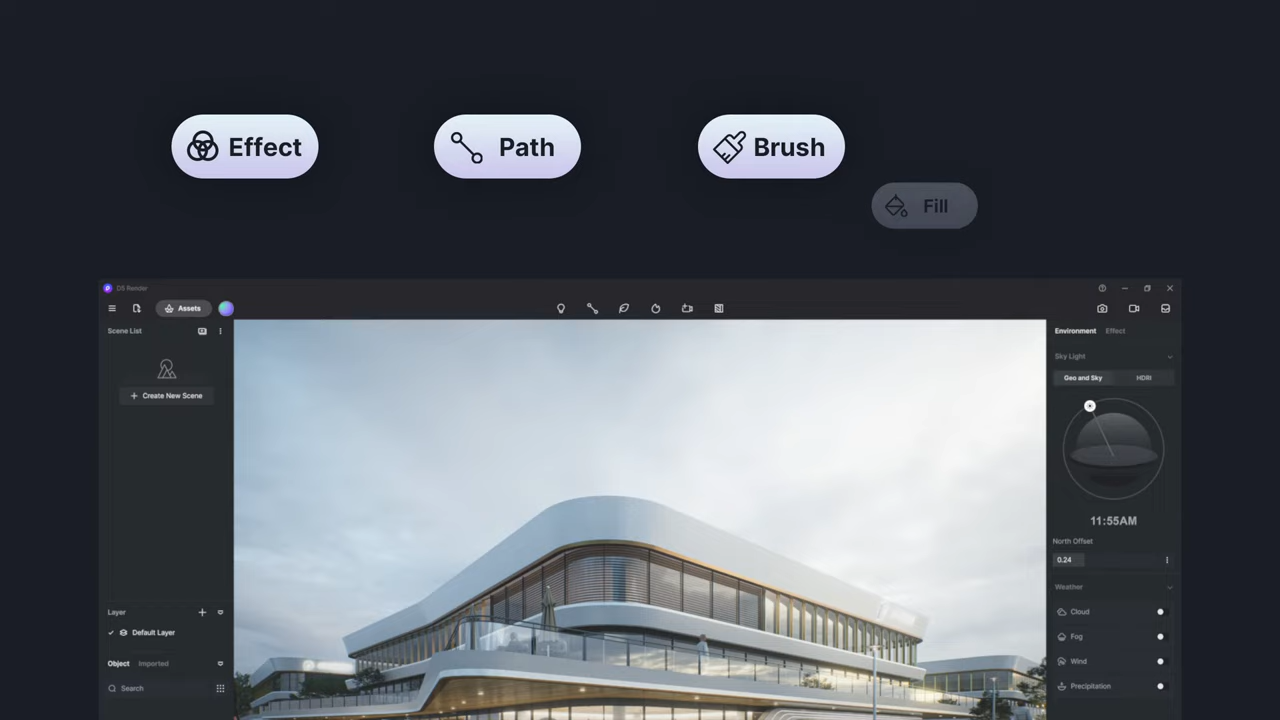 Effect
Path
Brush
Fill
D5 Render
Assets
Scene List
Create New Scene
Layer
Default Layer
Object Imported
Search
Environment Effect
Sky Light
Geo and Sky HDRI
11:55AM
North Offset
0.24
Weather
Cloud
Fog
Wind
Precipitation